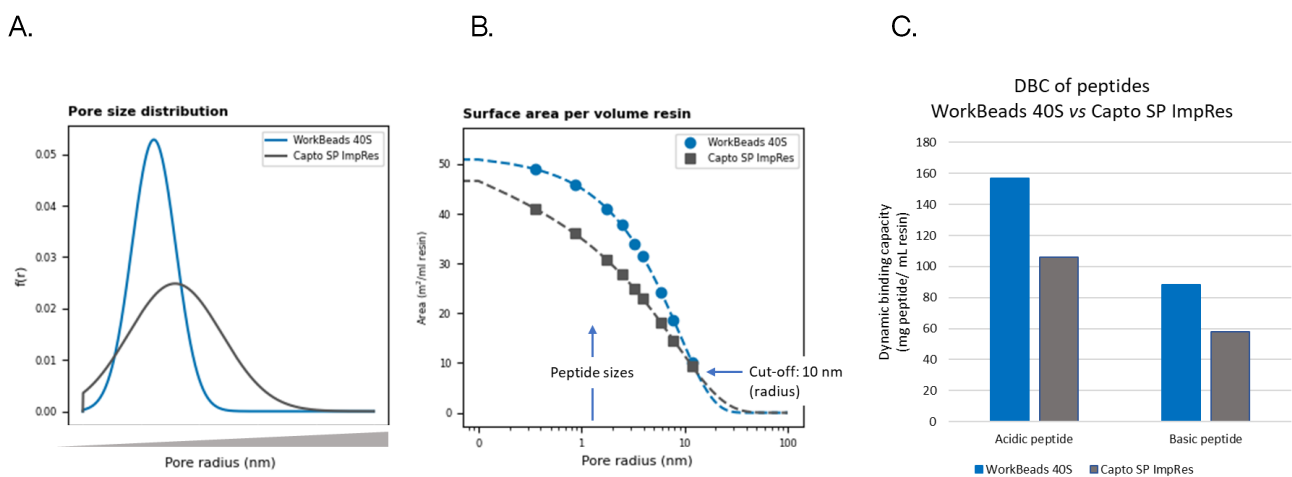 A.
Pore size distribution
WorkBeads 40S
Capto SP ImpRes
f(r)
0.05
0.04
0.03
0.02
0.01
0.00
Pore radius (nm)
B.
Surface area per volume resin
WorkBeads 40S
Capto SP ImpRes
Area (m²/ml resin)
50
40
30
20
10
0
Peptide sizes
Cut-off: 10 nm
(radius)
0 1 10 100
Pore radius (nm)
C.
DBC of peptides
WorkBeads 40S vs Capto SP ImpRes
Dynamic binding capacity
(mg peptide/ mL resin)
180
160
140
120
100
80
60
40
20
0
Acidic peptide Basic peptide
WorkBeads 40S Capto SP ImpRes